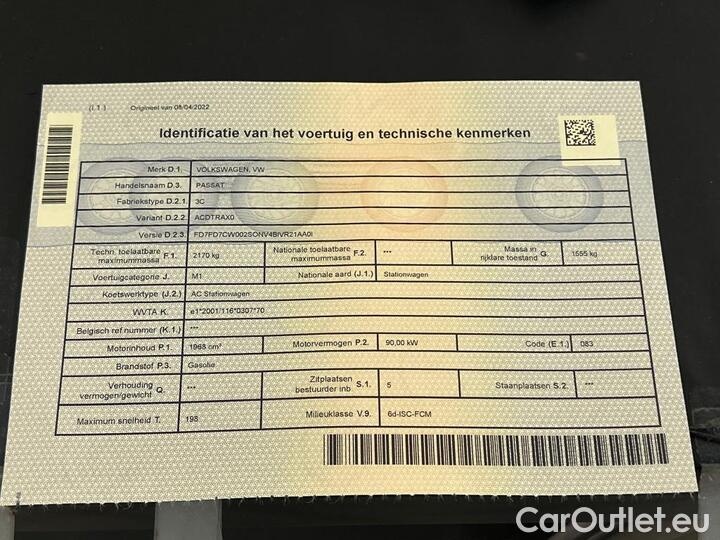 (I.1.) Origineel van 08/04/2022
Identificatie van het voertuig en technische kenmerken
Merk D.1. VOLKSWAGEN, VW
Handelsnaam D.3. PASSAT
Fabriekstype D.2.1. 3C
Variant D.2.2. ACDTRAX0
Versie D.2.3. FD7FD7CW002SONV4BIVR21AA0I
Techn. toelaatbare maximummassa F.1. 2170 kg Nationale toelaatbare maximummassa F.2. *** Massa in rijklare toestand G. 1555 kg
Voertuigcategorie J. M1 Nationale aard (J.1.) Stationwagen
Koetswerktype (J.2.) AC Stationwagen
WVTA K. e1*2001/116*0307*70
Belgisch ref nummer (K.1.) ***
Motorinhoud P.1. 1968 cm³ Motorvermogen P.2. 90,00 kW Code (E.1.) 083
Brandstof P.3. Gasolie
Verhouding vermogen/gewicht Q. *** Zitplaatsen bestuurder inb. S.1. 5 Staanplaatsen S.2. ***
Maximum snelheid T. 198 Milieuklasse V.9. 6d-ISC-FCM
CarOutlet.eu